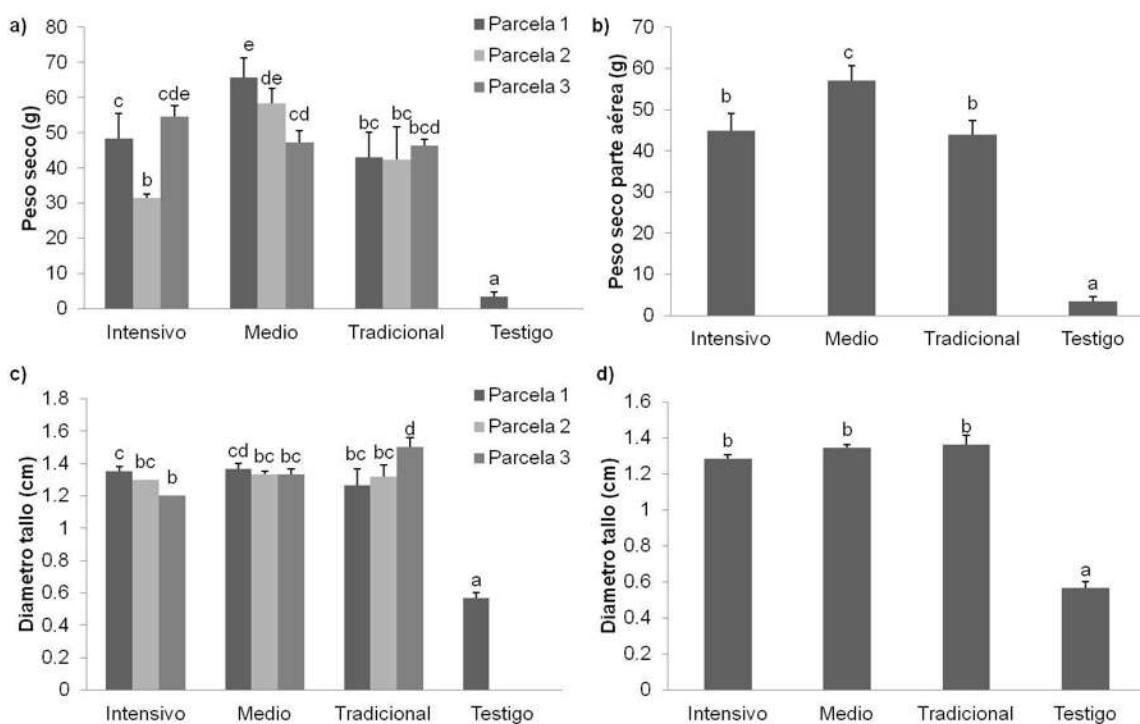 a)
Peso seco (g)
80
70
60
50
40
30
20
10
0
Parcela 1
Parcela 2
Parcela 3
c b cde
e de cd
bc bc bcd
a
Intensivo Medio Tradicional Testigo
b)
Peso seco parte aérea (g)
70
60
50
40
30
20
10
0
b c b a
Intensivo Medio Tradicional Testigo
c)
Diametro tallo (cm)
1.8
1.6
1.4
1.2
1
0.8
0.6
0.4
0.2
0
Parcela 1
Parcela 2
Parcela 3
c bc b
cd bc bc
bc bc d
a
Intensivo Medio Tradicional Testigo
d)
Diametro tallo (cm)
1.6
1.4
1.2
1
0.8
0.6
0.4
0.2
0
b b b a
Intensivo Medio Tradicional Testigo